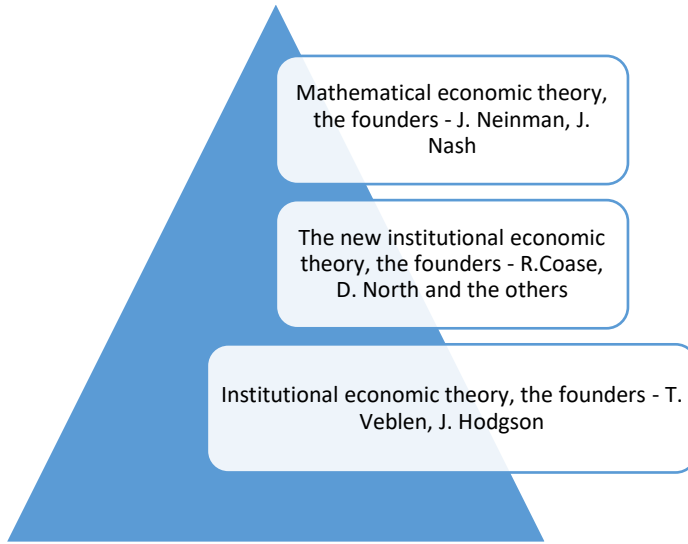 Mathematical economic theory,
the founders - J. Neinman, J.
Nash
The new institutional economic
theory, the founders - R.Coase,
D. North and the others
Institutional economic theory, the founders - T.
Veblen, J. Hodgson